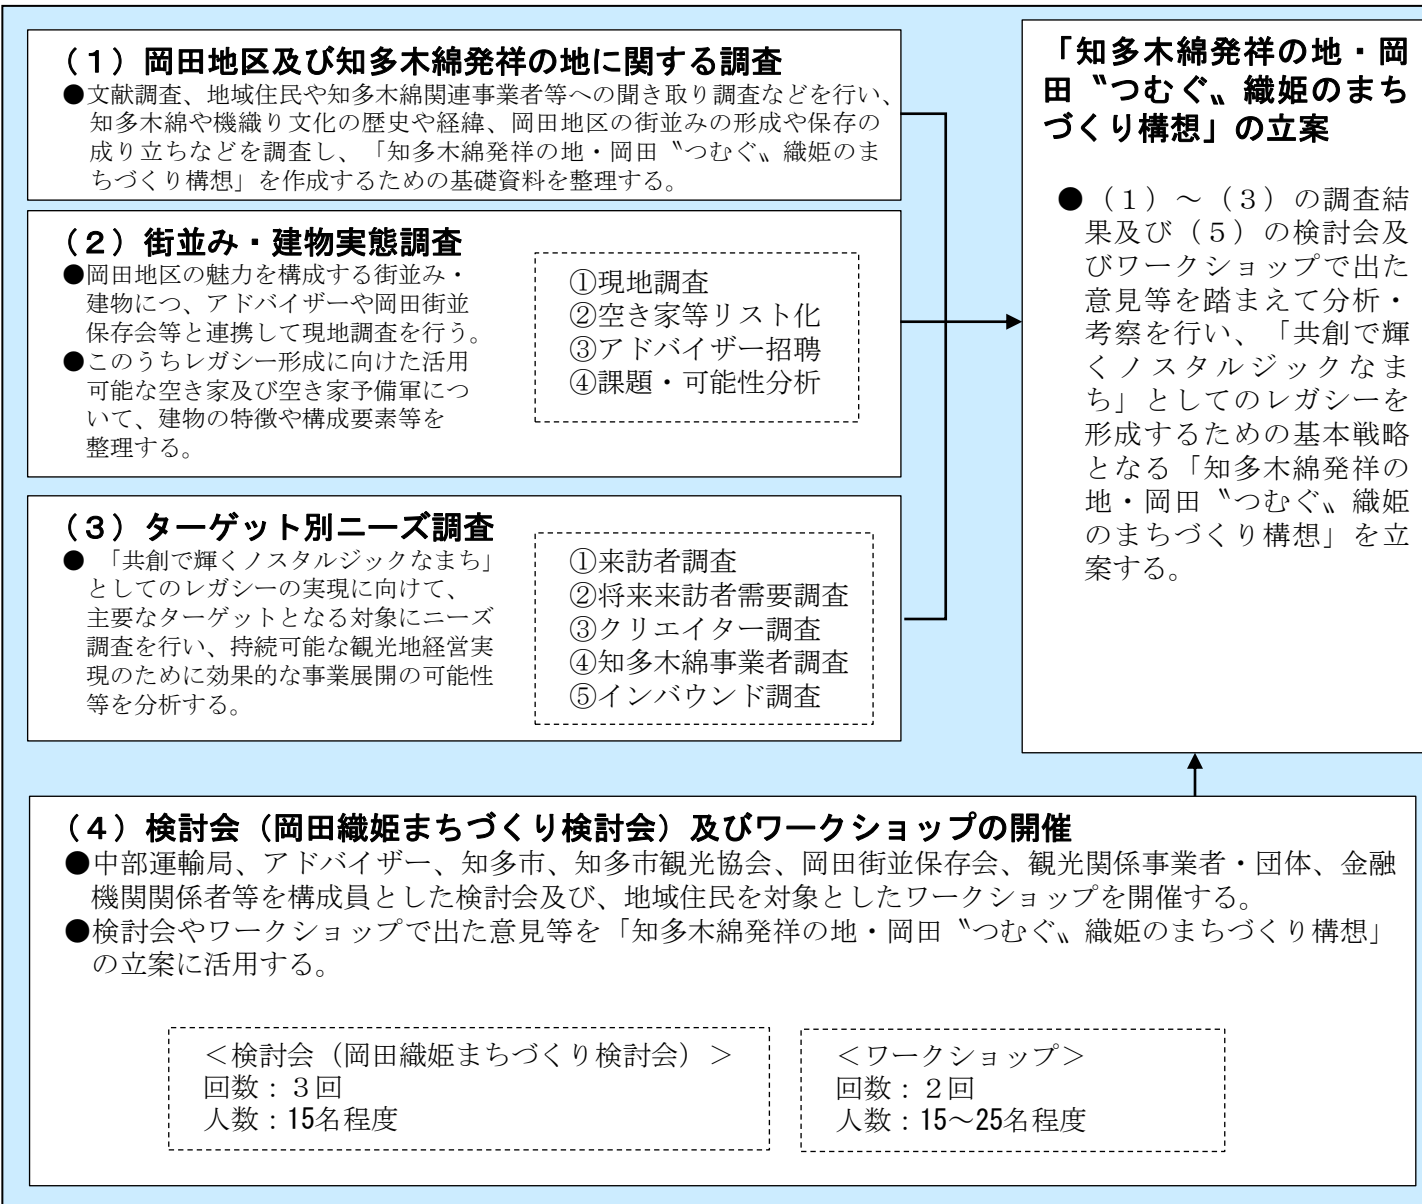 （１）岡田地区及び知多木綿発祥の地に関する調査
●文献調査、地域住民や知多木綿関連事業者等への聞き取り調査などを行い、
知多木綿や機織り文化の歴史や経緯、岡田地区の街並みの形成や保存の
成り立ちなどを調査し、「知多木綿発祥の地・岡田〝つむぐ〟織姫のま
ちづくり構想」を作成するための基礎資料を整理する。
（２）街並み・建物実態調査
●岡田地区の魅力を構成する街並み・
建物につ、アドバイザーや岡田街並
保存会等と連携して現地調査を行う。
●このうちレガシー形成に向けた活用
可能な空き家及び空き家予備軍につ
いて、建物の特徴や構成要素等を
整理する。
①現地調査
②空き家等リスト化
③アドバイザー招聘
④課題・可能性分析
（３）ターゲット別ニーズ調査
● 「共創で輝くノスタルジックなまち」
としてのレガシーの実現に向けて、
主要なターゲットとなる対象にニーズ
調査を行い、持続可能な観光地経営実
現のために効果的な事業展開の可能性
等を分析する。
①来訪者調査
②将来来訪者需要調査
③クリエイター調査
④知多木綿事業者調査
⑤インバウンド調査
「知多木綿発祥の地・岡
田〝つむぐ〟織姫のまち
づくり構想」の立案
●（１）～（３）の調査結
果及び（５）の検討会及
びワークショップで出た
意見等を踏まえて分析・
考察を行い、「共創で輝
くノスタルジックなま
ち」としてのレガシーを
形成するための基本戦略
となる「知多木綿発祥の
地・岡田〝つむぐ〟織姫
のまちづくり構想」を立
案する。
（４）検討会（岡田織姫まちづくり検討会）及びワークショップの開催
●中部運輸局、アドバイザー、知多市、知多市観光協会、岡田街並保存会、観光関係事業者・団体、金融
機関関係者等を構成員とした検討会及び、地域住民を対象としたワークショップを開催する。
●検討会やワークショップで出た意見等を「知多木綿発祥の地・岡田〝つむぐ〟織姫のまちづくり構想」
の立案に活用する。
＜検討会（岡田織姫まちづくり検討会）＞
回数：３回
人数：15名程度
＜ワークショップ＞
回数：２回
人数：15～25名程度